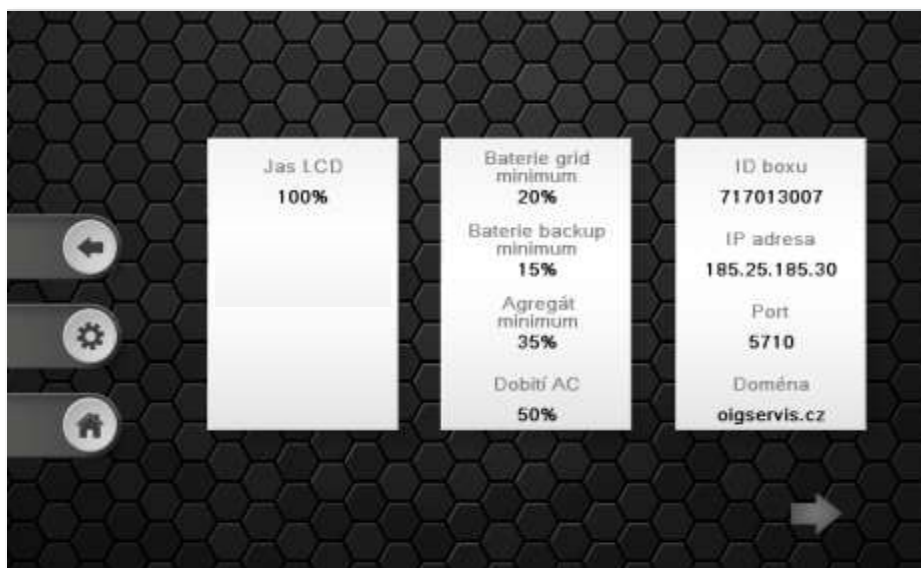 Jas LCD
100%
Baterie grid
minimum
20%
Baterie backup
minimum
15%
Agregát
minimum
35%
Dobití AC
50%
ID boxu
717013007
IP adresa
185.25.185.30
Port
5710
Doména
oigservis.cz